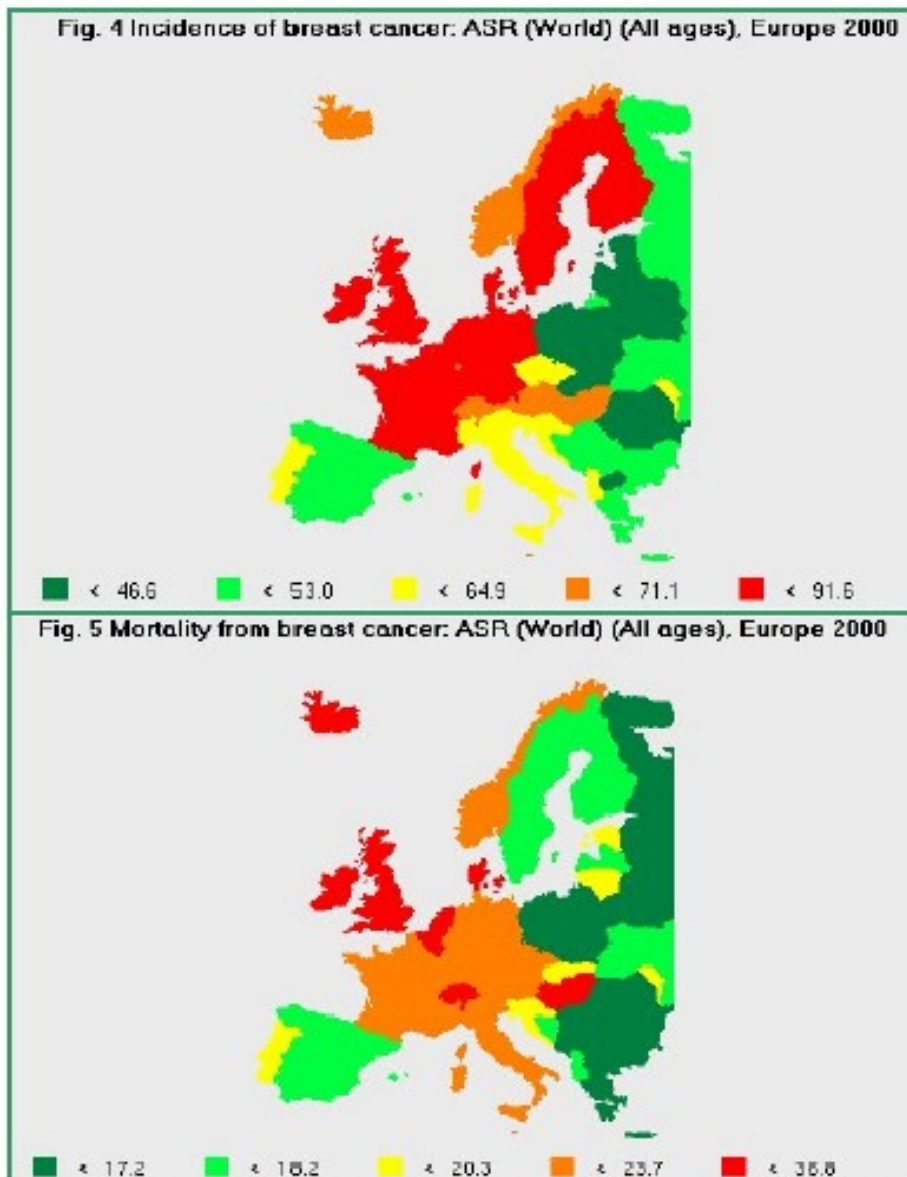 Fig. 4 Incidence of breast cancer: ASR (World) (All ages), Europe 2000
< 46.6 < 53.0 < 64.9 < 71.1 < 91.6
Fig. 5 Mortality from breast cancer: ASR (World) (All ages), Europe 2000
< 17.2 < 18.2 < 20.3 < 23.7